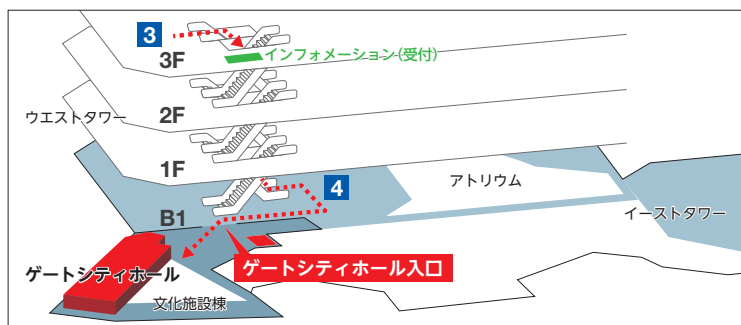 3
3F
インフォメーション(受付)
ウエストタワー
2F
1F
4
アトリウム
イーストタワー
B1
ゲートシティホール
ゲートシティホール入口
文化施設棟